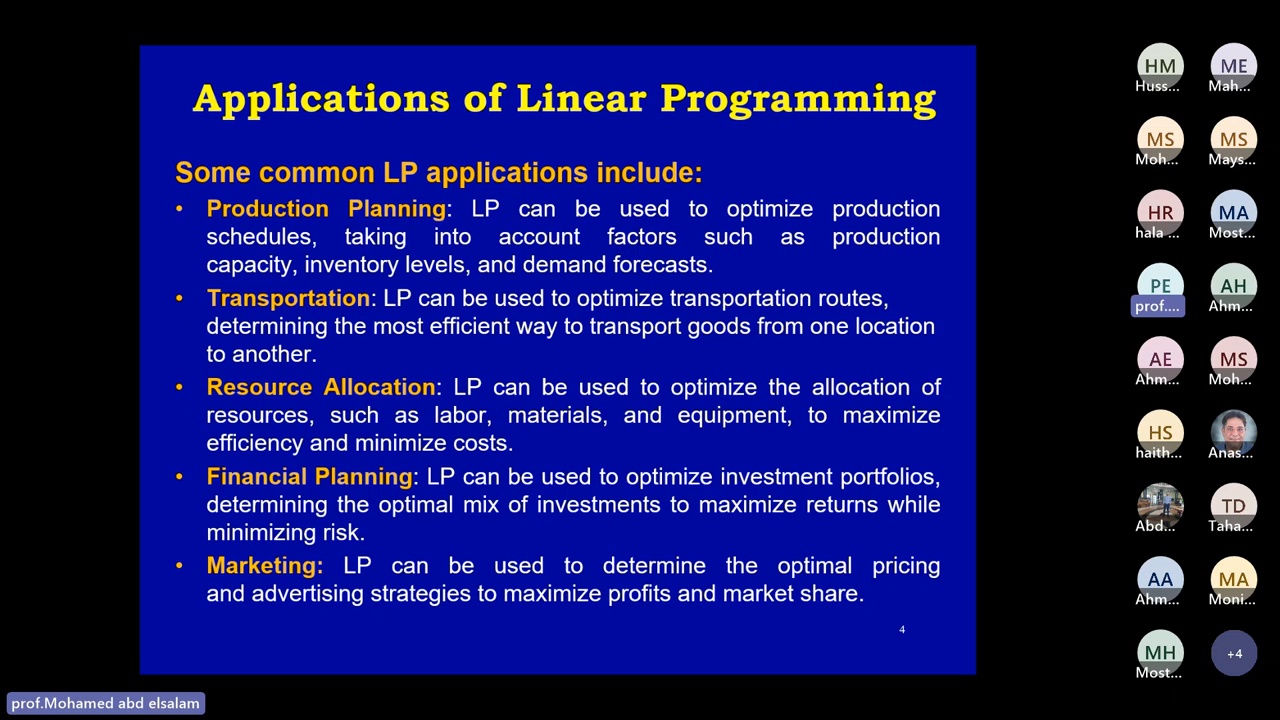 Applications of Linear Programming
Some common LP applications include:
• Production Planning: LP can be used to optimize production
schedules, taking into account factors such as production
capacity, inventory levels, and demand forecasts.
• Transportation: LP can be used to optimize transportation routes,
determining the most efficient way to transport goods from one location
to another.
• Resource Allocation: LP can be used to optimize the allocation of
resources, such as labor, materials, and equipment, to maximize
efficiency and minimize costs.
• Financial Planning: LP can be used to optimize investment portfolios,
determining the optimal mix of investments to maximize returns while
minimizing risk.
• Marketing: LP can be used to determine the optimal pricing
and advertising strategies to maximize profits and market share.
4
prof.Mohamed abd elsalam
HM ME
Huss... Mah...
MS MS
Moh... Mays...
HR MA
hala ... Most...
PE AH
prof.... Ahm...
AE MS
Ahm... Moh...
HS
haith... Anas...
TD
Abd... Taha...
AA MA
Ahm... Moni...
MH +4
Most...